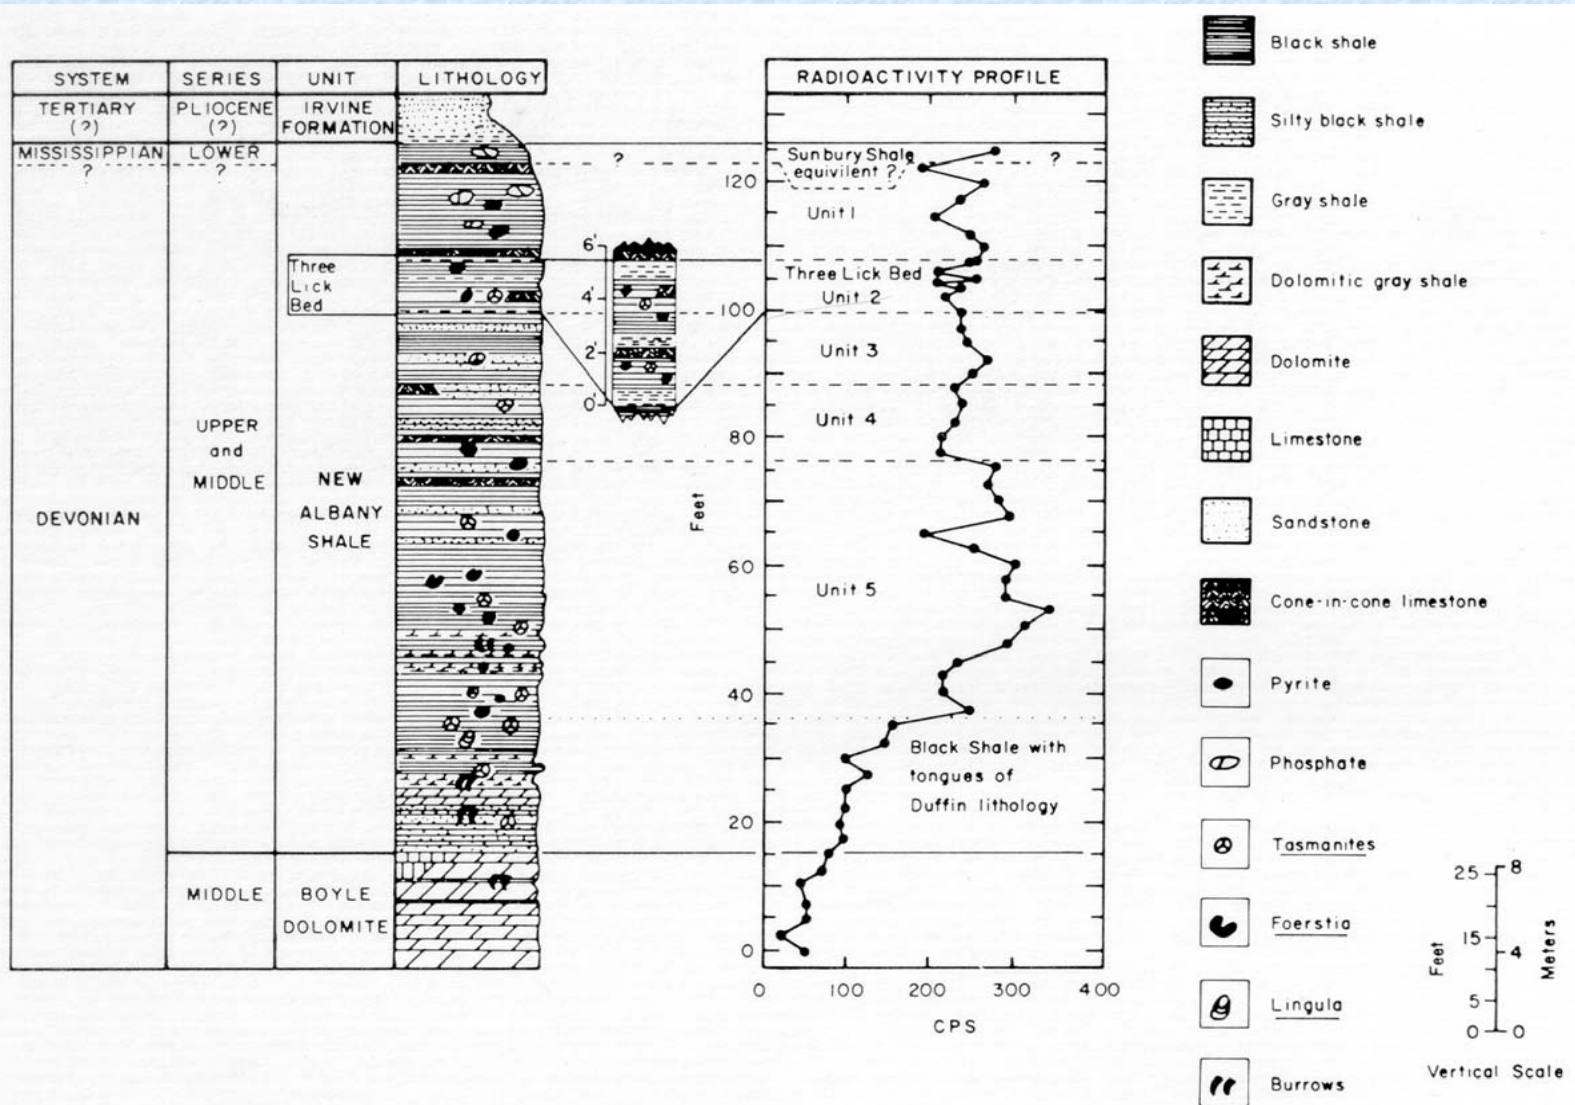 SYSTEM
SERIES
UNIT
LITHOLOGY
TERTIARY
(?)
PLIOCENE
(?)
IRVINE
FORMATION
MISSISSIPPIAN
?
LOWER
?
DEVONIAN
UPPER
and
MIDDLE
NEW
ALBANY
SHALE
Three
Lick
Bed
MIDDLE
BOYLE
DOLOMITE
6'
4'
2'
0'
?
RADIOACTIVITY PROFILE
Sunbury Shale
equivilent ?
?
Unit 1
Three Lick Bed
Unit 2
Unit 3
Unit 4
Unit 5
Black Shale with
tongues of
Duffin lithology
Feet
120
100
80
60
40
20
0
0
100
200
300
400
CPS
Black shale
Silty black shale
Gray shale
Dolomitic gray shale
Dolomite
Limestone
Sandstone
Cone-in-cone limestone
Pyrite
Phosphate
Tasmanites
Foerstia
Lingula
Burrows
25
15
5
0
Feet
8
4
0
Meters
Vertical Scale